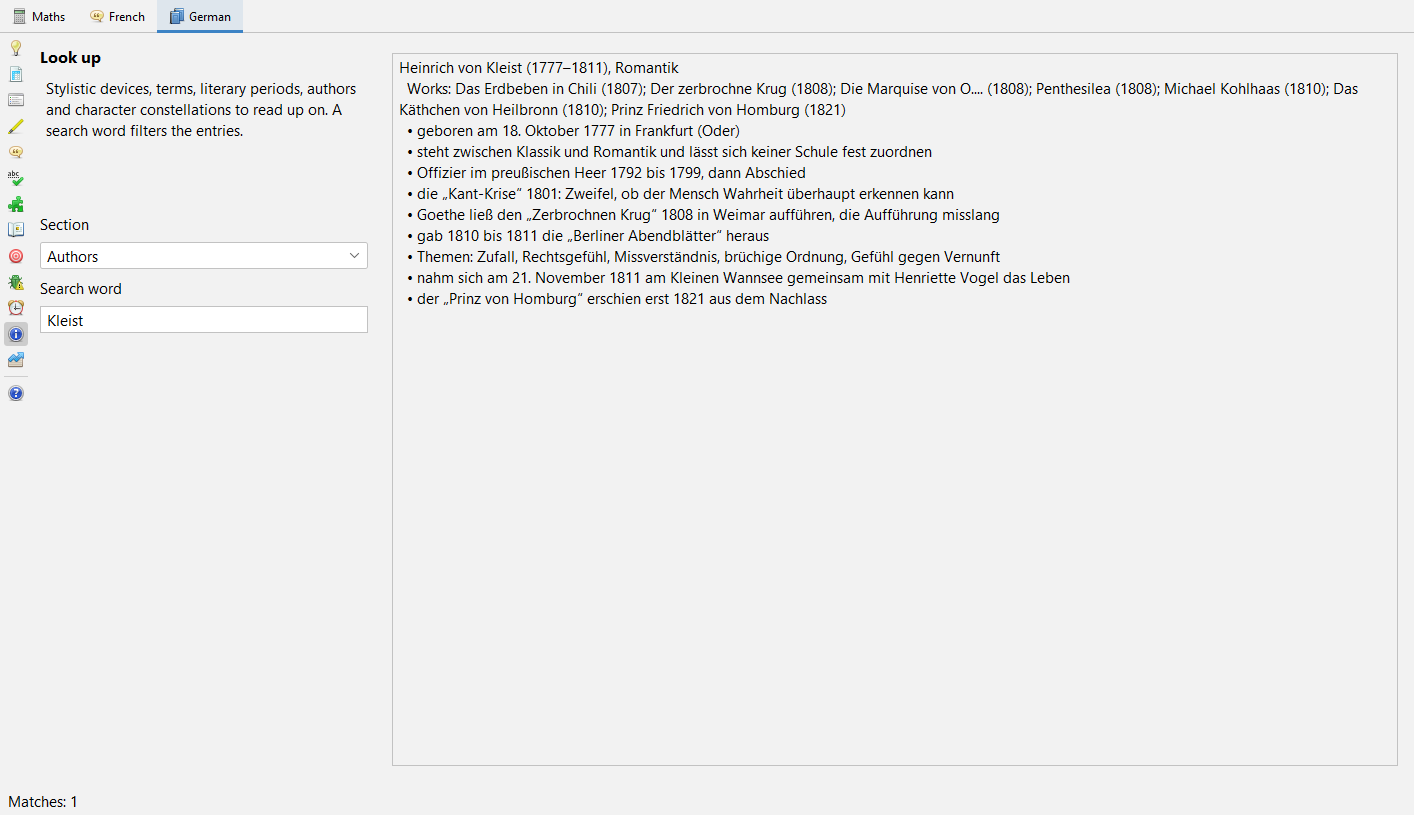 Maths French German
Look up
Stylistic devices, terms, literary periods, authors
and character constellations to read up on. A
search word filters the entries.
Section
Authors
Search word
Kleist
Heinrich von Kleist (1777–1811), Romantik
Works: Das Erdbeben in Chili (1807); Der zerbrochne Krug (1808); Die Marquise von O.... (1808); Penthesilea (1808); Michael Kohlhaas (1810); Das
Käthchen von Heilbronn (1810); Prinz Friedrich von Homburg (1821)
• geboren am 18. Oktober 1777 in Frankfurt (Oder)
• steht zwischen Klassik und Romantik und lässt sich keiner Schule fest zuordnen
• Offizier im preußischen Heer 1792 bis 1799, dann Abschied
• die „Kant-Krise“ 1801: Zweifel, ob der Mensch Wahrheit überhaupt erkennen kann
• Goethe ließ den „Zerbrochnen Krug“ 1808 in Weimar aufführen, die Aufführung misslang
• gab 1810 bis 1811 die „Berliner Abendblätter“ heraus
• Themen: Zufall, Rechtsgefühl, Missverständnis, brüchige Ordnung, Gefühl gegen Vernunft
• nahm sich am 21. November 1811 am Kleinen Wannsee gemeinsam mit Henriette Vogel das Leben
• der „Prinz von Homburg“ erschien erst 1821 aus dem Nachlass
Matches: 1